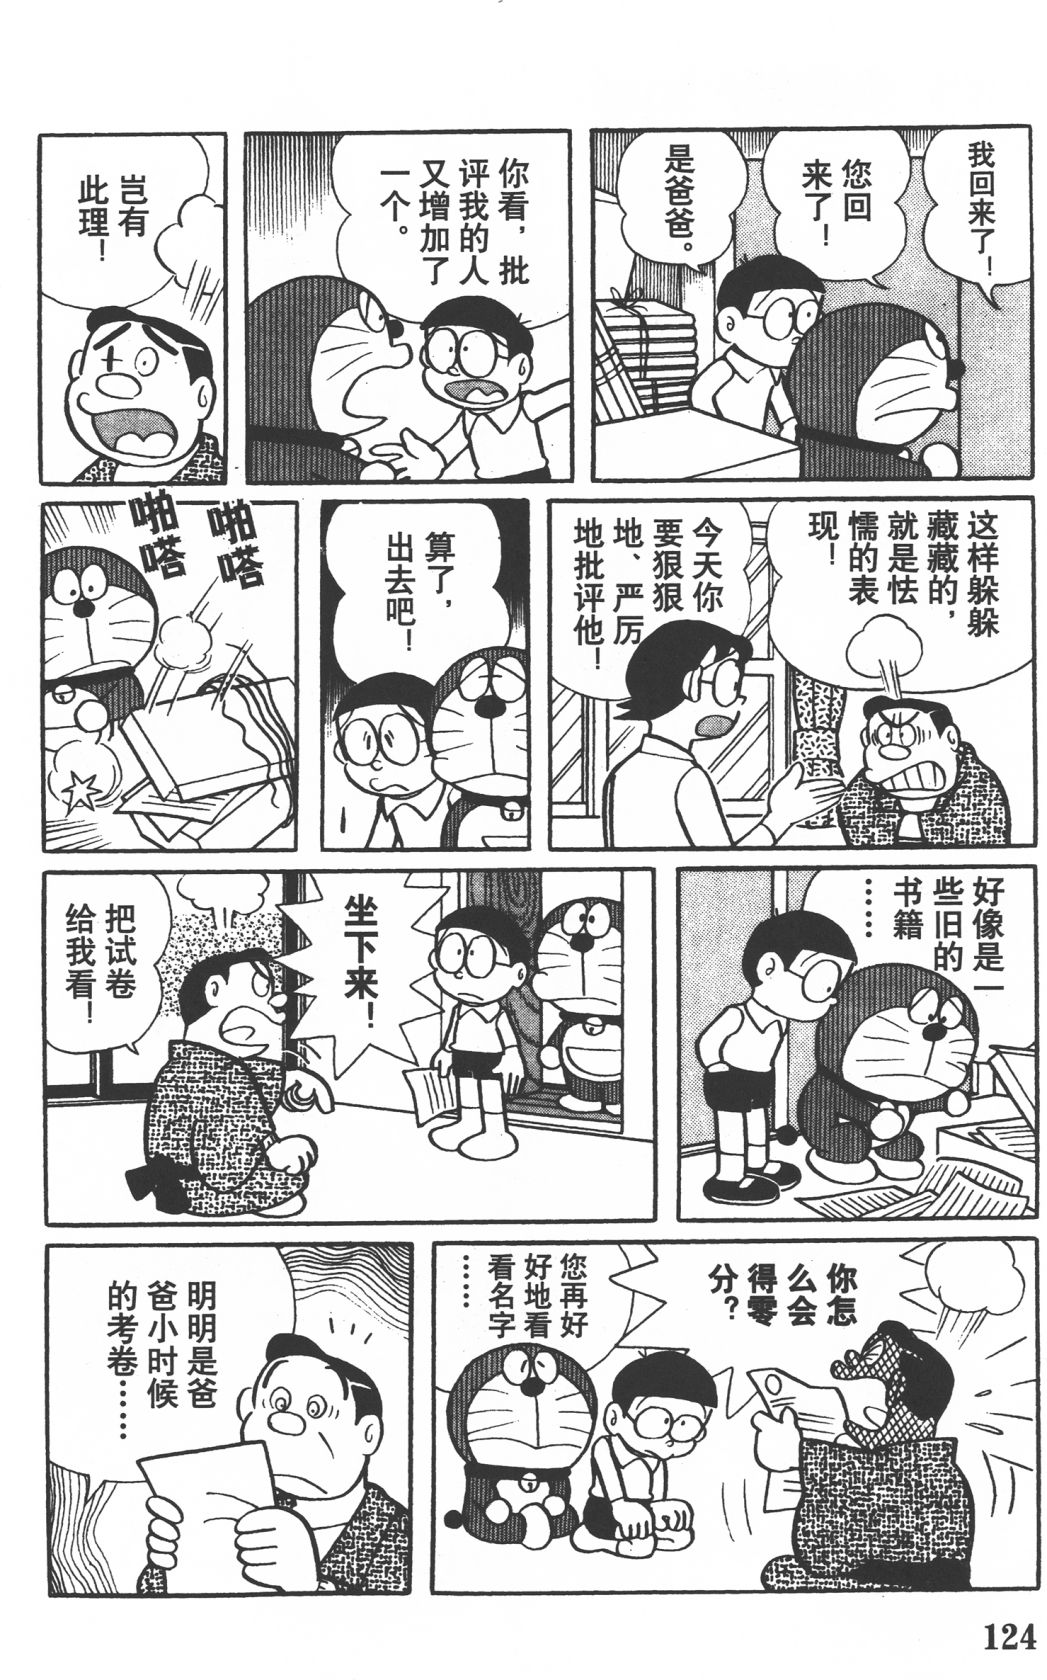 我回来了!
您回
来了!
是爸爸。
你看,批
评我的人
又增加了
一个。
岂有
此理!
这样躲躲
藏藏的,
就是怯
懦的表
现!
今天你
要狠狠
地、严厉
地批评他!
算了,
出去吧!
啪嗒
啪嗒
好像是一
些旧的
书籍
……
坐下来!
把试卷
给我看!
你怎
么会
得零
分?
您再好
好地看
看名字
……
明明是爸
爸小时候
的考卷……
124